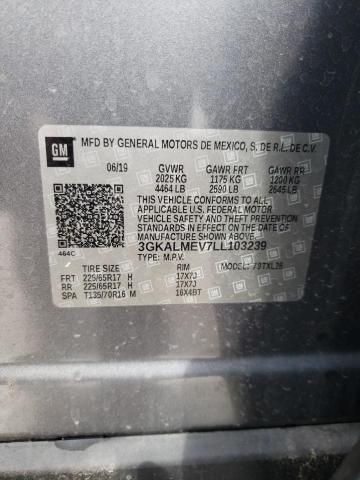 GM
MFD BY GENERAL MOTORS DE MEXICO, S. DE R.L. DE C.V.
06/19 GVWR GAWR FRT GAWR RR
2025 KG 1175 KG 1200 KG
4464 LB 2590 LB 2645 LB
THIS VEHICLE CONFORMS TO ALL APPLICABLE
U.S. FEDERAL MOTOR VEHICLE SAFETY, BUMPER, AND
THEFT PREVENTION STANDARDS IN
EFFECT ON THE DATE OF
MANUFACTURE SHOWN ABOVE.
464C 3GKALMEV7LL103239
TYPE: M.P.V. MODEL: 79TXL26
TIRE SIZE RIM
FRT 225/65R17 H 17X7J
RR 225/65R17 H 17X7J
SPA T135/70R16 M 16X4BT